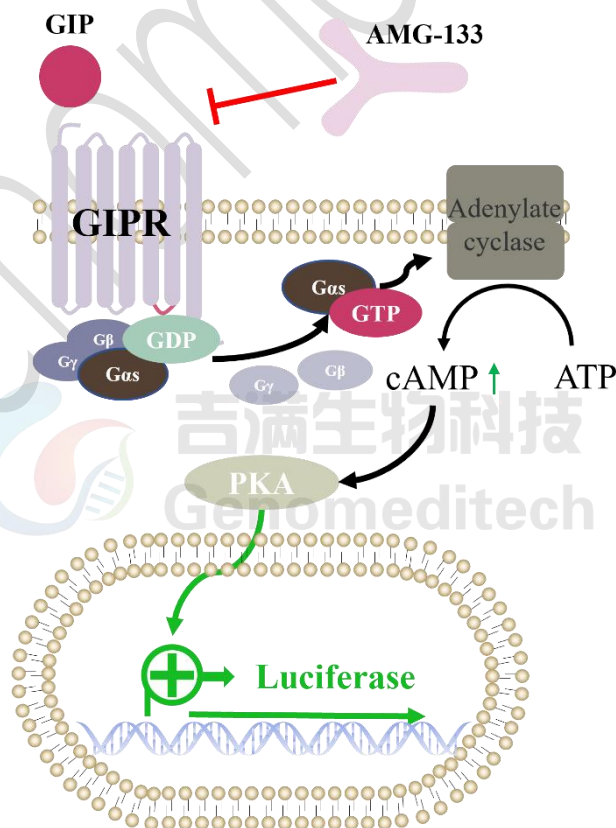 GIP
AMG-133
GIPR
Adenylate
cyclase
Gαs
GTP
Gβ
GDP
Gγ
Gαs
Gγ
Gβ
cAMP
ATP
吉满生物科技
PKA
Genomeditech
Luciferase